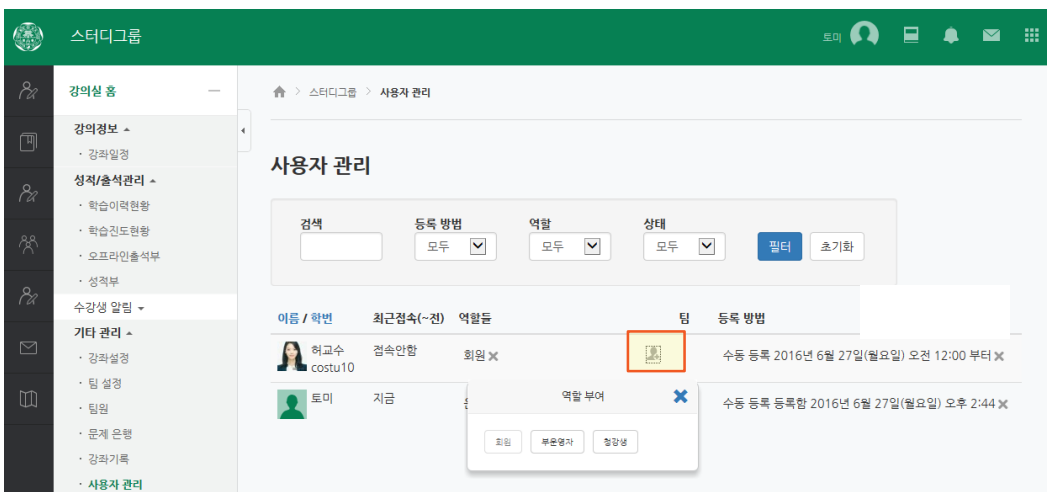 스터디그룹
토미
강의실 홈
스터디그룹 > 사용자 관리
강의정보
· 강좌일정
성적/출석관리
· 학습이력현황
· 학습진도현황
· 오프라인출석부
· 성적부
수강생 알림
기타 관리
· 강좌설정
· 팀 설정
· 팀원
· 문제 은행
· 강좌기록
· 사용자 관리
사용자 관리
검색 등록 방법 역할 상태
모두 모두 모두 필터 초기화
이름 / 학번 최근접속(~전) 역할들 팀 등록 방법
허교수 접속안함 회원 수동 등록 2016년 6월 27일(월요일) 오전 12:00 부터
costu10
토미 지금 수동 등록 등록함 2016년 6월 27일(월요일) 오후 2:44
역할 부여
회원 부운영자 청강생